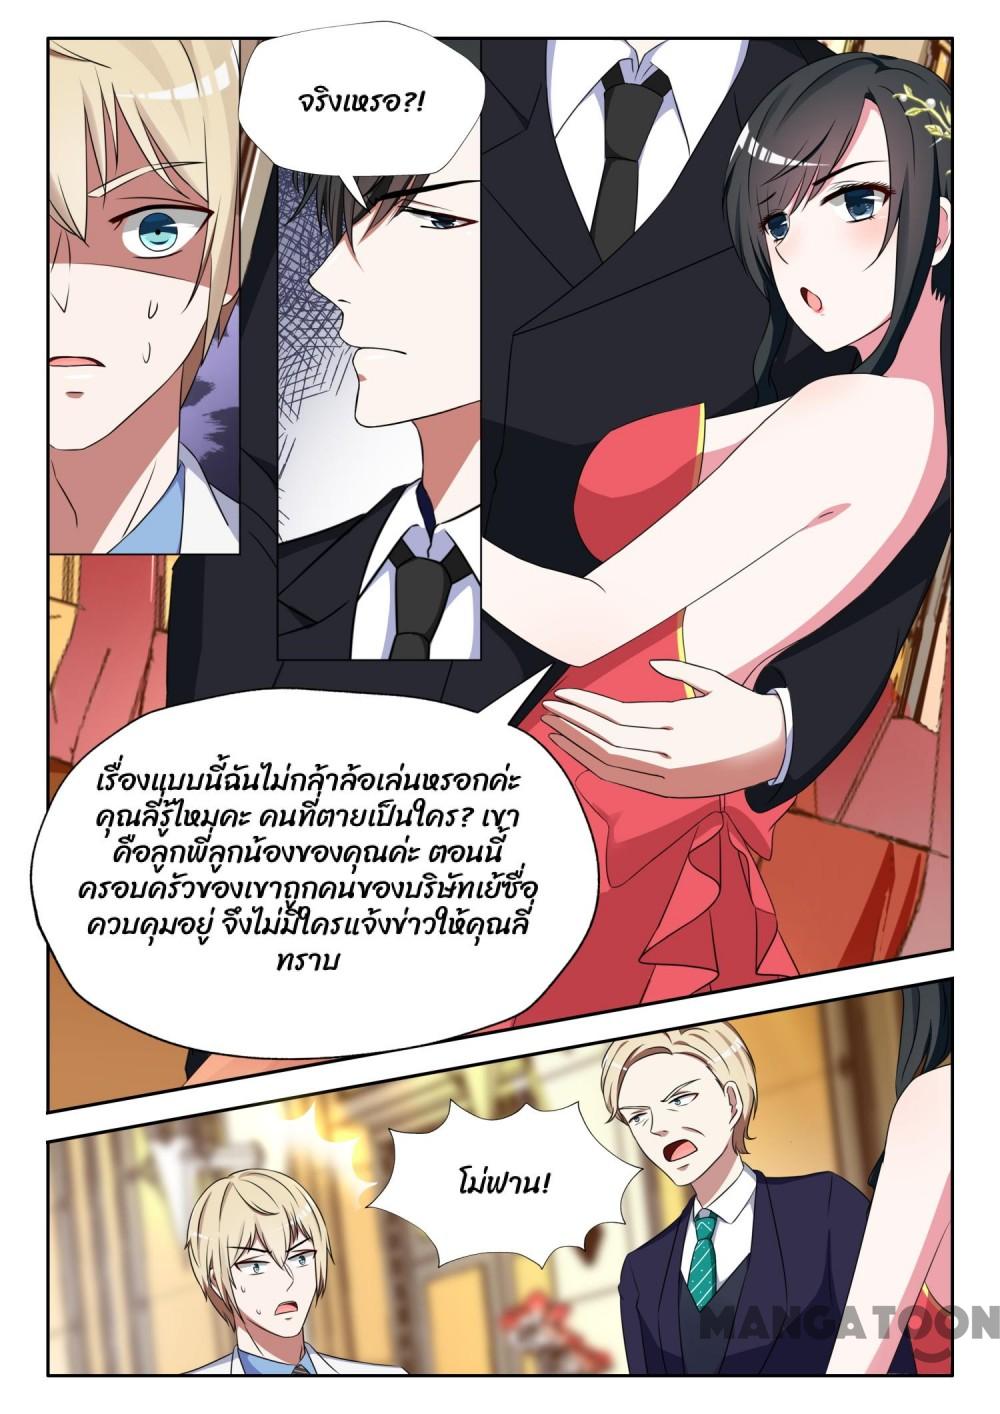 จริงเหรอ?!
เรื่องแบบนี้ฉันไม่กล้าล้อเล่นหรอกค่ะ
คุณลี่รู้ไหมคะ คนที่ตายเป็นใคร? เขา
คือลูกพี่ลูกน้องของคุณค่ะ ตอนนี้
ครอบครัวของเขาถูกคนของบริษัทเย้ซื่อ
ควบคุมอยู่ จึงไม่มีใครแจ้งข่าวให้คุณลี่
ทราบ
โม่ฟาน!
MANGATOON